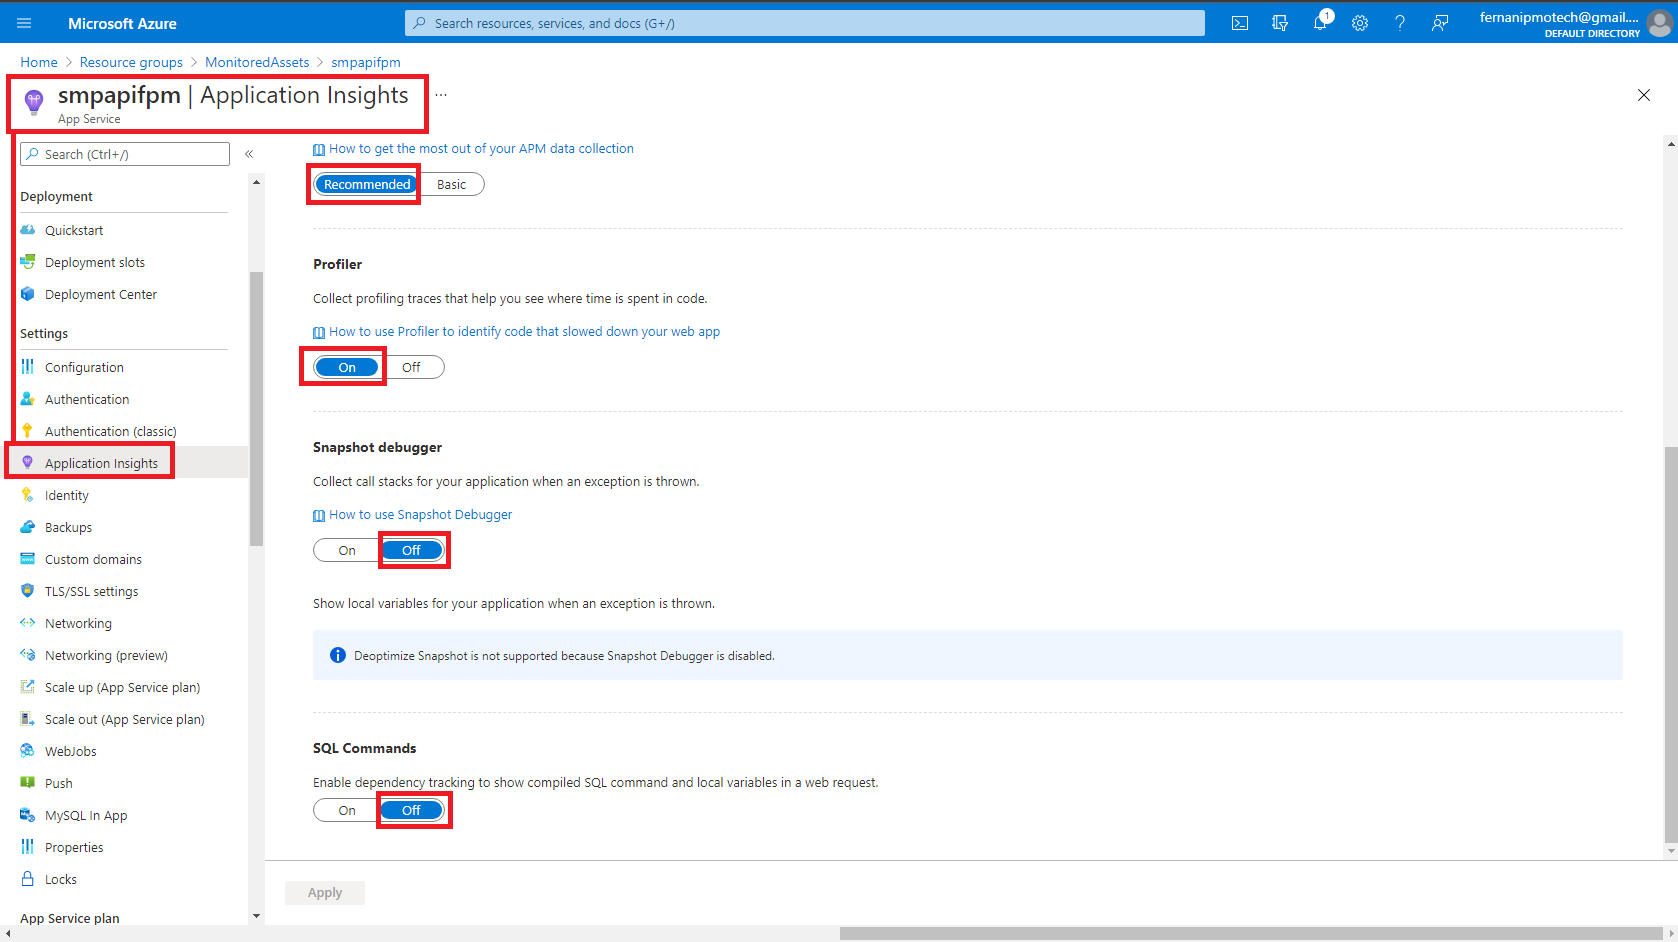 Microsoft Azure
Search resources, services, and docs (G+/)
1
fernanipmotech@gmail....
DEFAULT DIRECTORY
Home > Resource groups > MonitoredAssets > smpapifpm
smpapifpm | Application Insights ...
App Service
Search (Ctrl+/)
«
Deployment
Quickstart
Deployment slots
Deployment Center
Settings
Configuration
Authentication
Authentication (classic)
Application Insights
Identity
Backups
Custom domains
TLS/SSL settings
Networking
Networking (preview)
Scale up (App Service plan)
Scale out (App Service plan)
WebJobs
Push
MySQL In App
Properties
Locks
App Service plan
How to get the most out of your APM data collection
Recommended Basic
Profiler
Collect profiling traces that help you see where time is spent in code.
How to use Profiler to identify code that slowed down your web app
On Off
Snapshot debugger
Collect call stacks for your application when an exception is thrown.
How to use Snapshot Debugger
On Off
Show local variables for your application when an exception is thrown.
Deoptimize Snapshot is not supported because Snapshot Debugger is disabled.
SQL Commands
Enable dependency tracking to show compiled SQL command and local variables in a web request.
On Off
Apply